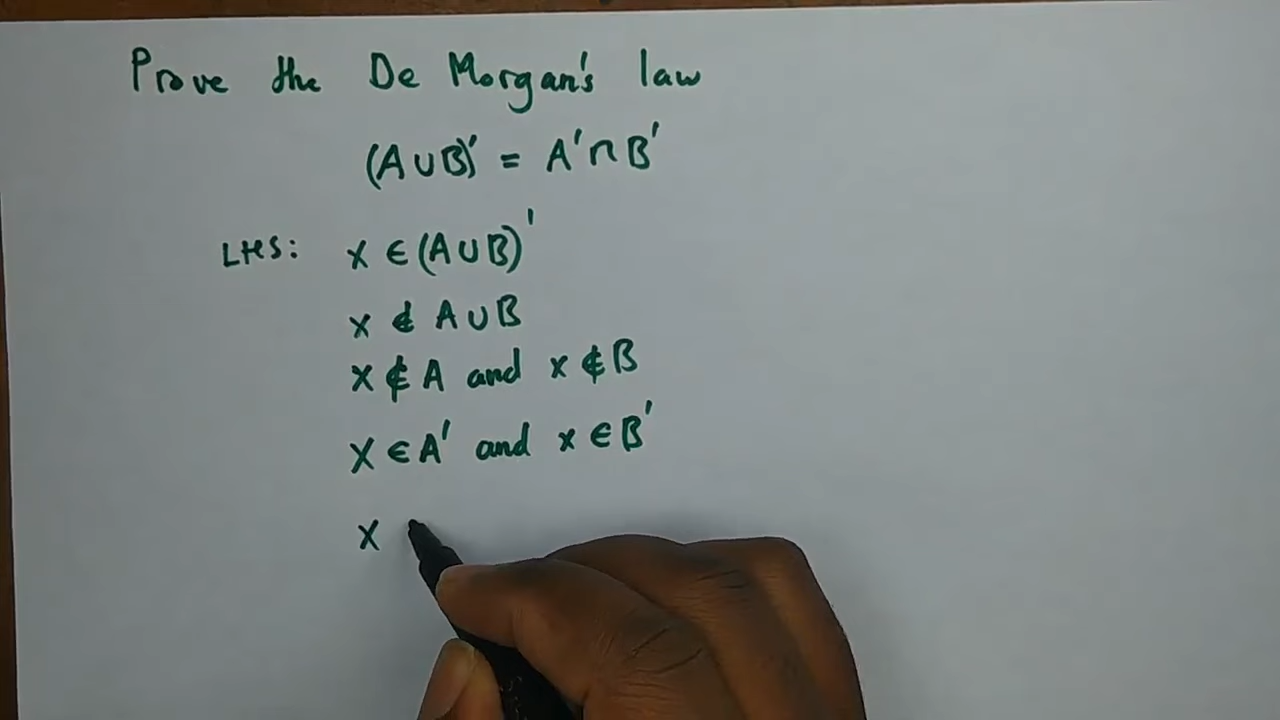 Prove the De Morgan's law
(A∪B)' = A'∩B'
LHS: x ∈ (A∪B)'
x ∉ A∪B
x ∉ A and x ∉ B
x ∈ A' and x ∈ B'
x